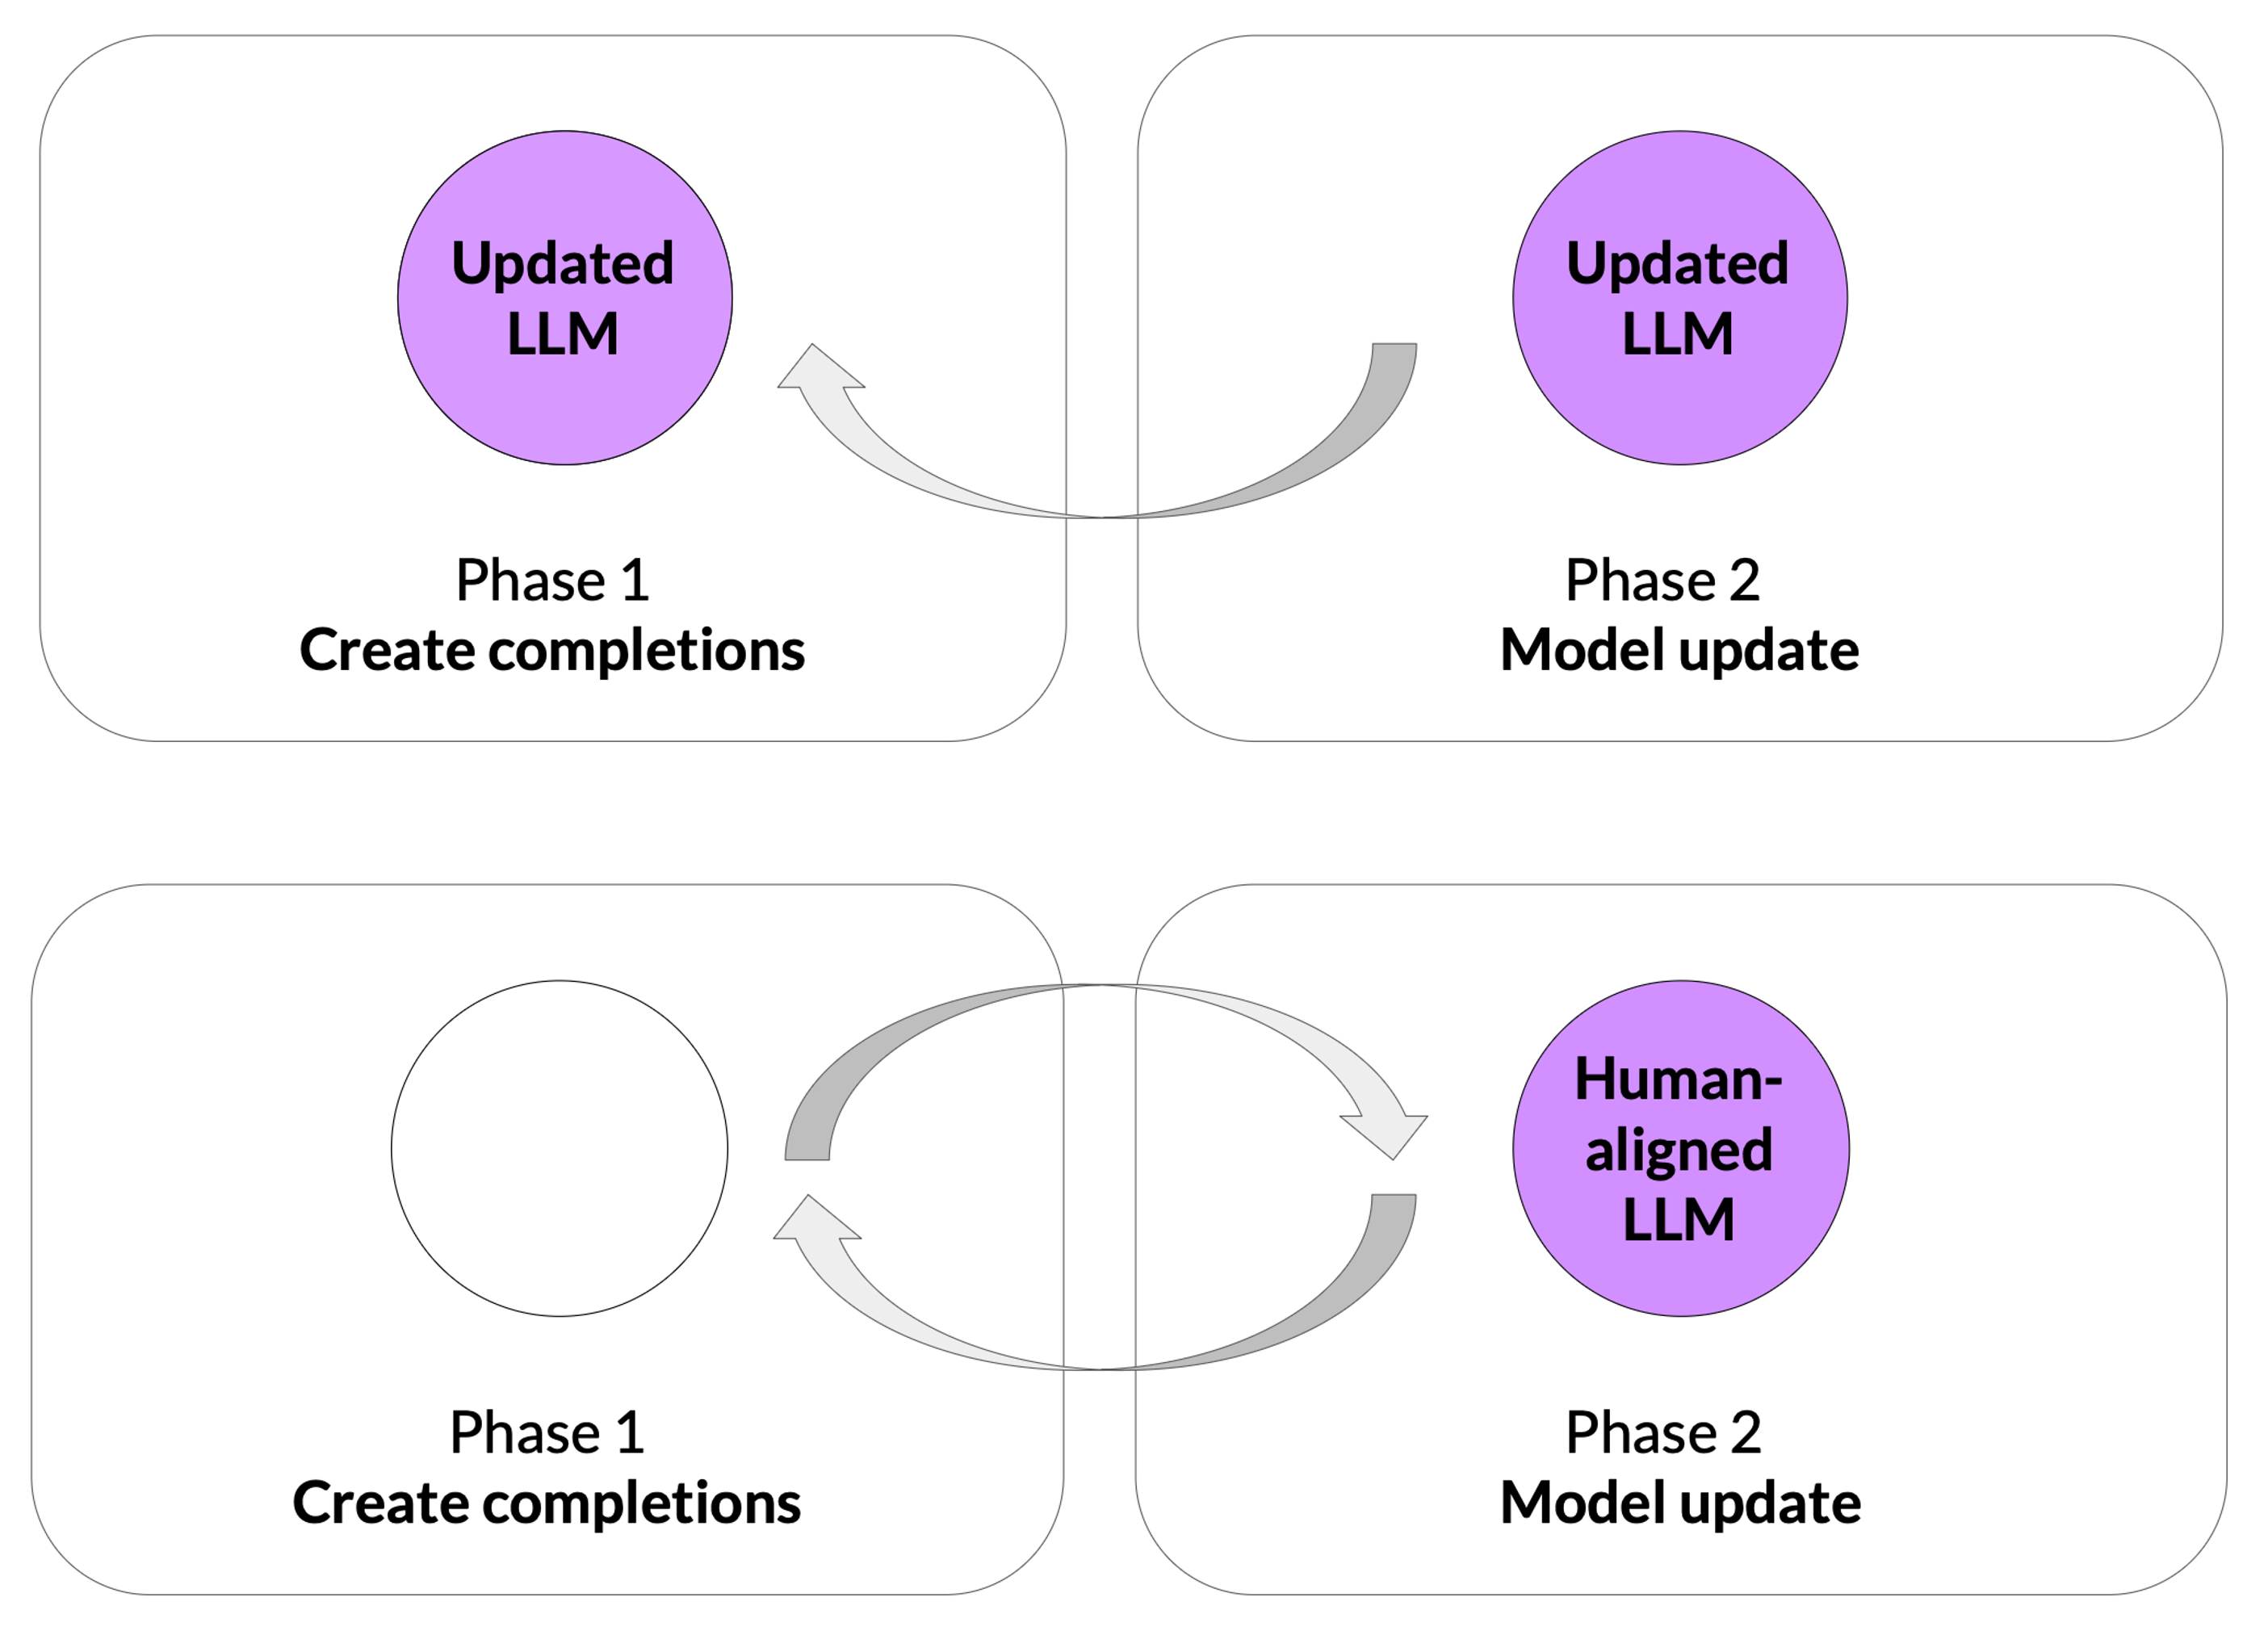 Updated
LLM
Updated
LLM
Phase 1
Create completions
Phase 2
Model update
Human-
aligned
LLM
Phase 1
Create completions
Phase 2
Model update